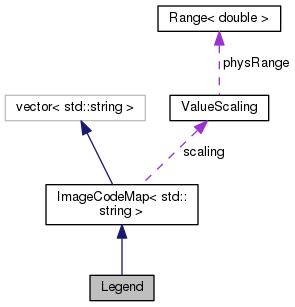 Range< double >
physRange
vector< std::string >
ValueScaling
scaling
ImageCodeMap< std::
string >
Legend